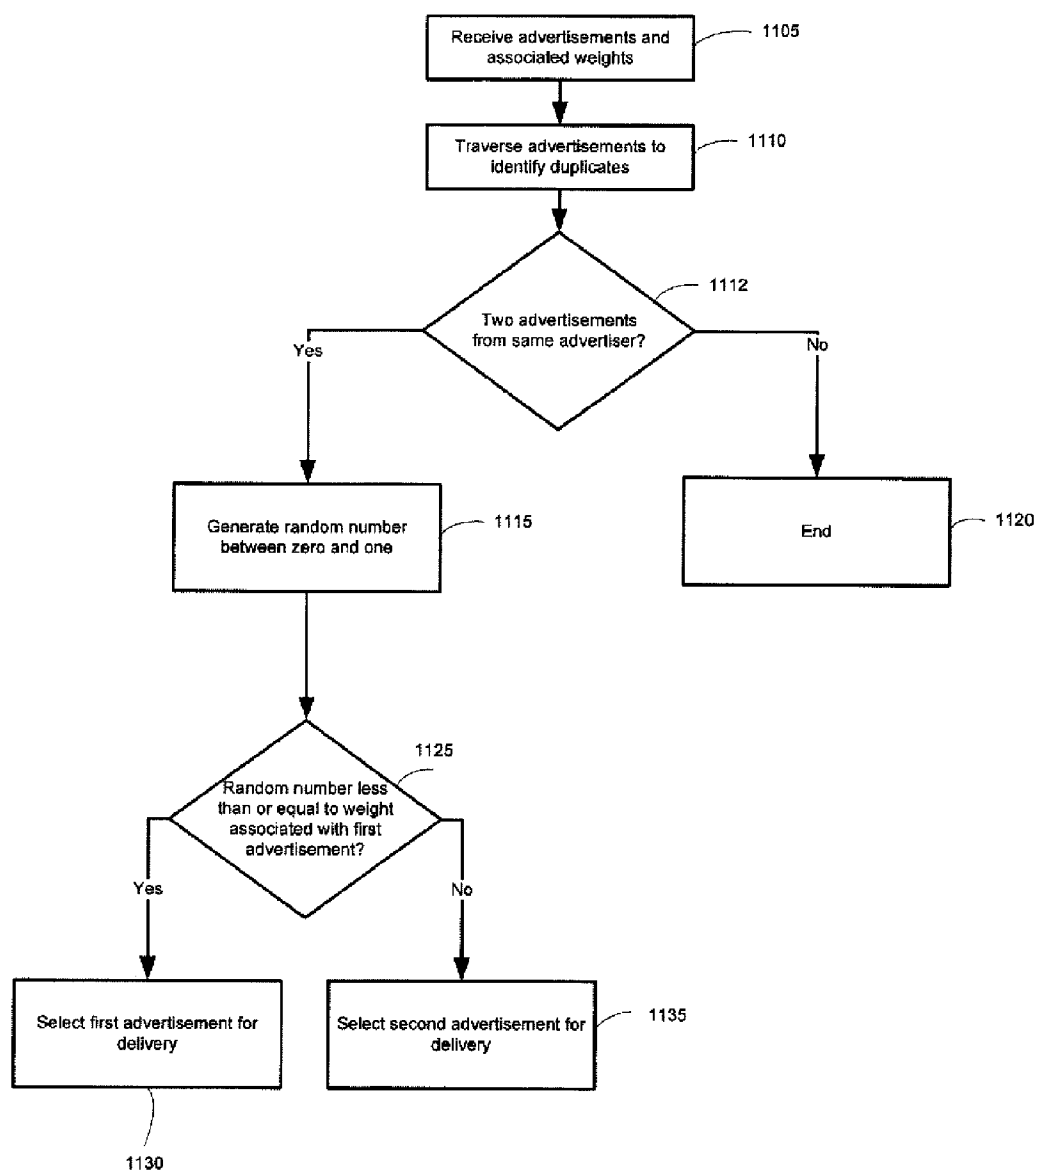 Receive advertisements and
associated weights
1105
Traverse advertisements to
identify duplicates
1110
1112
Two advertisements
from same advertiser?
Yes
No
Generate random number
between zero and one
1115
End
1120
1125
Random number less
than or equal to weight
associated with first
advertisement?
Yes
No
Select first advertisement for
delivery
Select second advertisement for
delivery
1135
1130